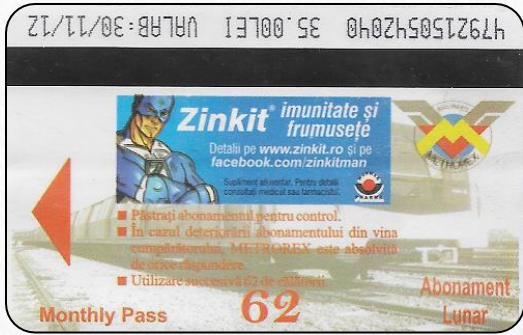 4792150542040 35.00LEI VALAB:30/11/12
Zinkit® imunitate și
frumusețe
Detalii pe www.zinkit.ro și pe
facebook.com/zinkitman
Supliment alimentar. Pentru detalii
consultați medicul sau farmacistul.
METROREX
Păstrați abonamentul pentru control.
În cazul deteriorării abonamentului din vina
cumpărătorului, METROREX este absolvită
de orice răspundere.
Utilizare succesivă 62 de călătorii.
Monthly Pass
62
Abonament
Lunar